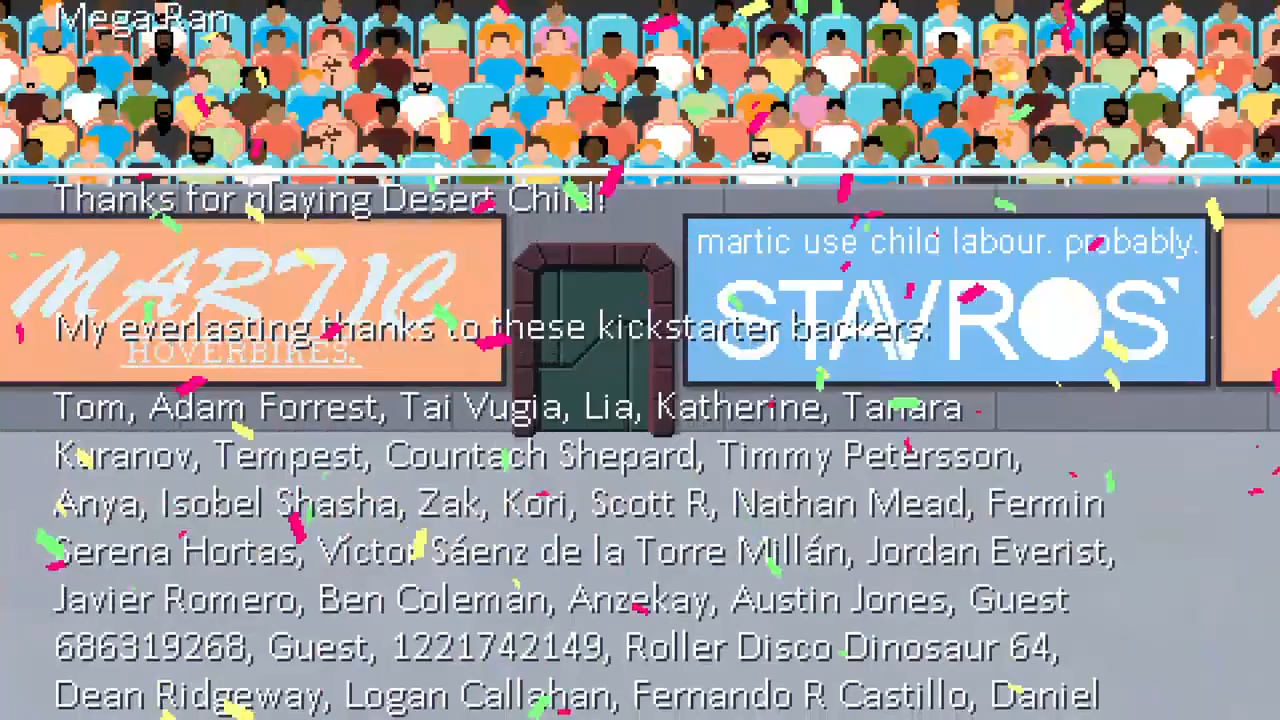 Mega Ran
Thanks for playing Desert Child!
MARTIC
HOVERBIKES.
martic use child labour. probably.
STAVROS'
My everlasting thanks to these kickstarter backers:
Tom, Adam Forrest, Tai Vugia, Lia, Katherine, Tamara
Kuranov, Tempest, Countach Shepard, Timmy Petersson,
Anya, Isobel Shasha, Zak, Kori, Scott R, Nathan Mead, Fermin
Serena Hortas, Víctor Sáenz de la Torre Millán, Jordan Everist,
Javier Romero, Ben Coleman, Anzekay, Austin Jones, Guest
686319268, Guest, 1221742149, Roller Disco Dinosaur 64,
Dean Ridgeway, Logan Callahan, Fernando R Castillo, Daniel